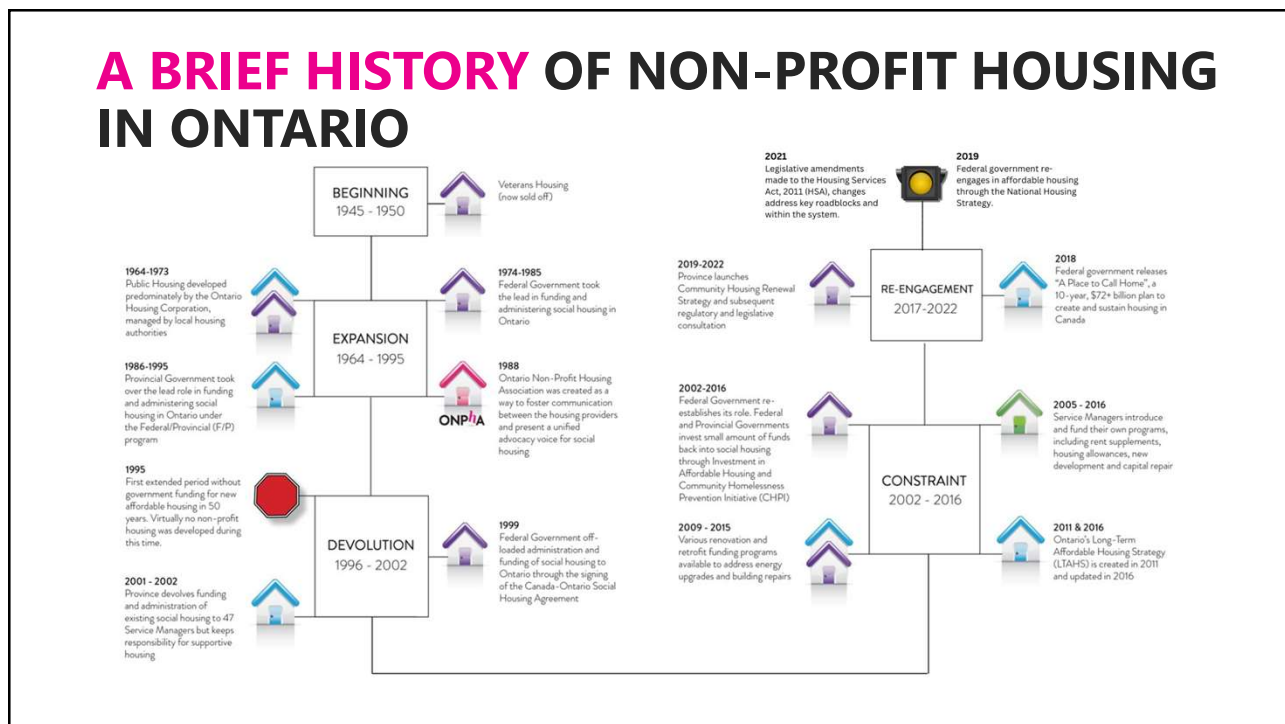 A BRIEF HISTORY OF NON-PROFIT HOUSING
IN ONTARIO
BEGINNING
1945 - 1950
Veterans Housing
(now sold off)
1964-1973
Public Housing developed
predominately by the Ontario
Housing Corporation,
managed by local housing
authorities
1974-1985
Federal Government took
the lead in funding and
administering social housing in
Ontario
EXPANSION
1964 - 1995
1986-1995
Provincial Government took
over the lead role in funding
and administering social
housing in Ontario under
the Federal/Provincial (F/P)
program
ONPHA
1988
Ontario Non-Profit Housing
Association was created as a
way to foster communication
between the housing providers
and present a unified
advocacy voice for social
housing
1995
First extended period without
government funding for new
affordable housing in 50
years. Virtually no non-profit
housing was developed during
this time.
DEVOLUTION
1996 - 2002
1999
Federal Government off-
loaded administration and
funding of social housing to
Ontario through the signing
of the Canada-Ontario Social
Housing Agreement
2001 - 2002
Province devolves funding
and administration of
existing social housing to 47
Service Managers but keeps
responsibility for supportive
housing
2021
Legislative amendments
made to the Housing Services
Act, 2011 (HSA), changes
address key roadblocks and
within the system.
2019
Federal government re-
engages in affordable housing
through the National Housing
Strategy.
2019-2022
Province launches
Community Housing Renewal
Strategy and subsequent
regulatory and legislative
consultation
RE-ENGAGEMENT
2017-2022
2018
Federal government releases
"A Place to Call Home", a
10-year, $72+ billion plan to
create and sustain housing in
Canada
2002-2016
Federal Government re-
establishes its role. Federal
and Provincial Governments
invest small amount of funds
back into social housing
through Investment in
Affordable Housing and
Community Homelessness
Prevention Initiative (CHPI)
2005 - 2016
Service Managers introduce
and fund their own programs,
including rent supplements,
housing allowances, new
development and capital repair
CONSTRAINT
2002 - 2016
2009 - 2015
Various renovation and
retrofit funding programs
available to address energy
upgrades and building repairs
2011 & 2016
Ontario's Long-Term
Affordable Housing Strategy
(LTAHS) is created in 2011
and updated in 2016